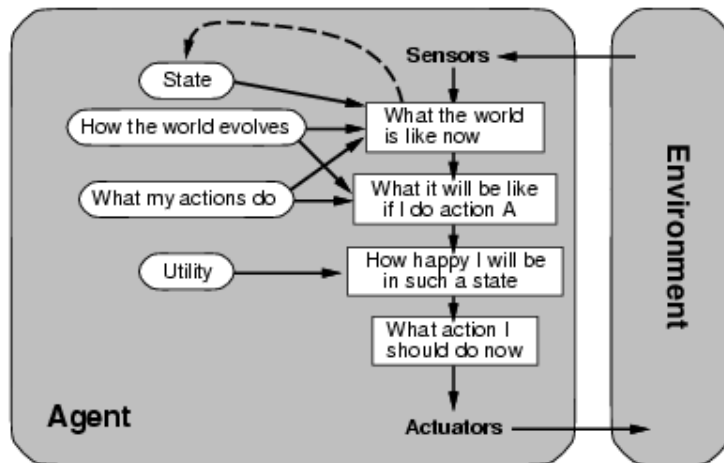 Sensors
State
What the world
is like now
How the world evolves
What my actions do
What it will be like
if I do action A
Utility
How happy I will be
in such a state
What action I
should do now
Agent
Actuators
Environment